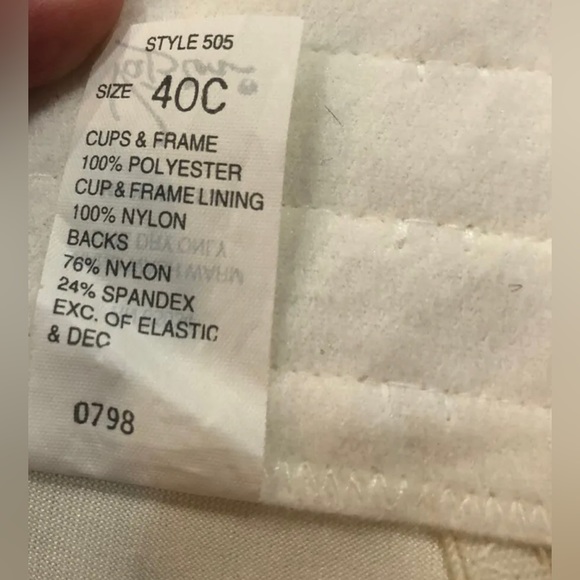 STYLE 505
SIZE 40C
CUPS & FRAME
100% POLYESTER
CUP & FRAME LINING
100% NYLON
BACKS
76% NYLON
24% SPANDEX
EXC. OF ELASTIC
& DEC
0798